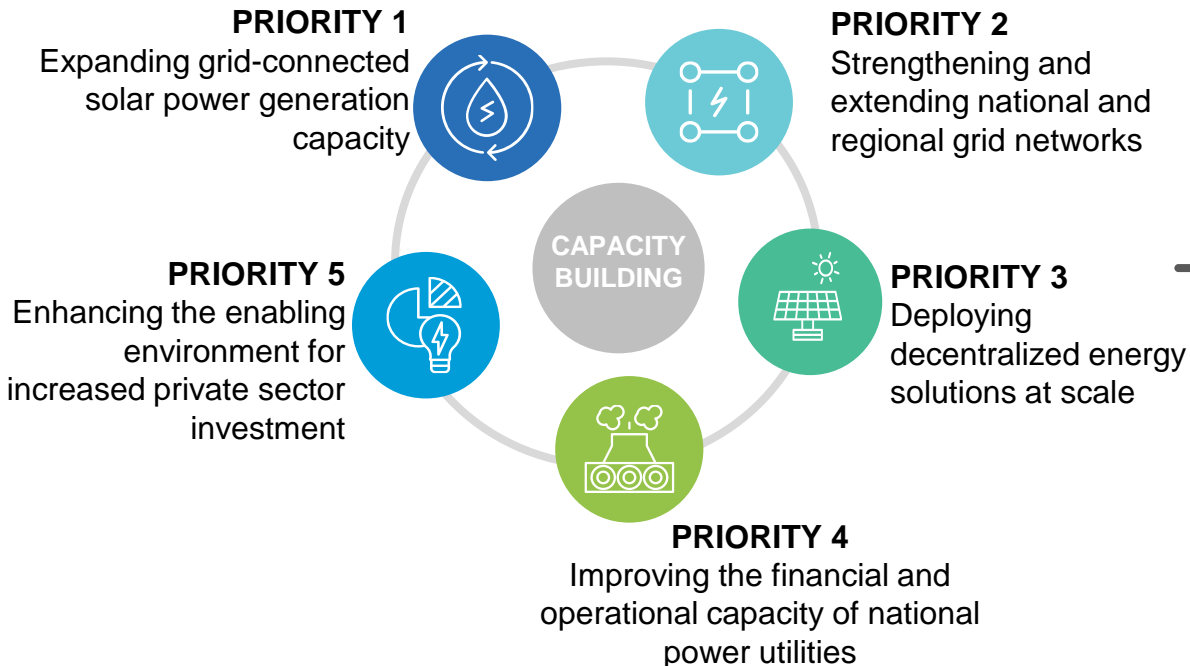 PRIORITY 1
Expanding grid-connected
solar power generation
capacity
PRIORITY 2
Strengthening and
extending national and
regional grid networks
CAPACITY
BUILDING
PRIORITY 3
Deploying
decentralized energy
solutions at scale
PRIORITY 4
Improving the financial and
operational capacity of national
power utilities
PRIORITY 5
Enhancing the enabling
environment for
increased private sector
investment